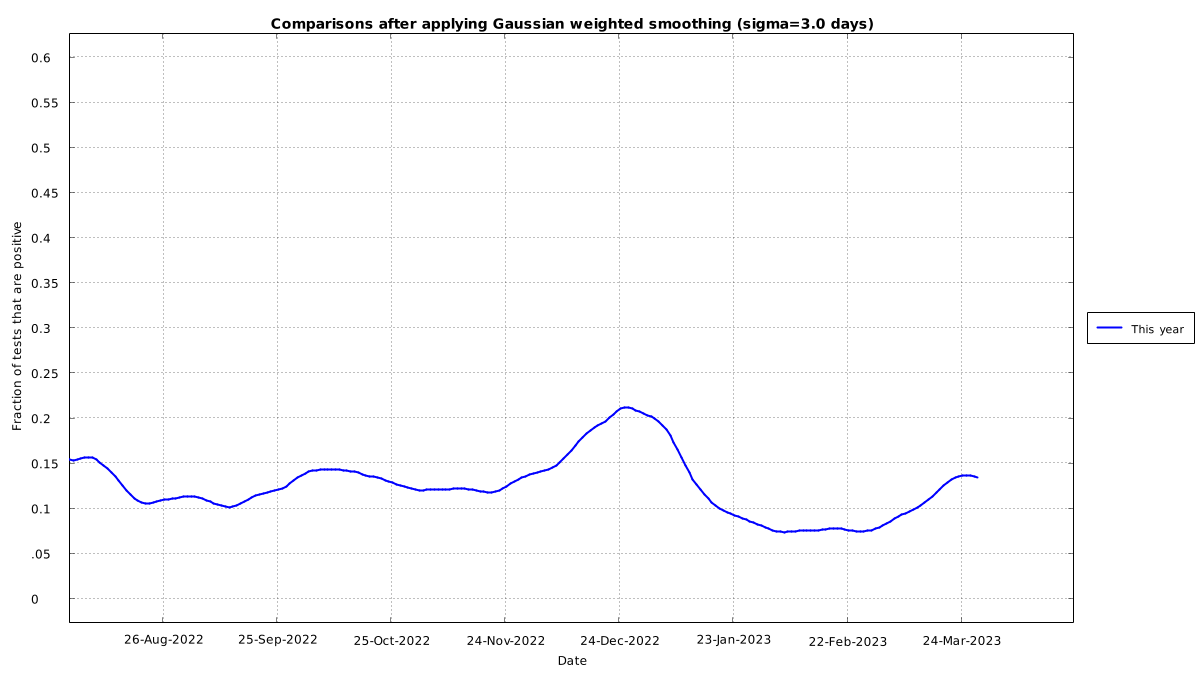 Comparisons after applying Gaussian weighted smoothing (sigma=3.0 days)
0.6
0.55
0.5
0.45
0.4
0.35
0.3
0.25
0.2
0.15
0.1
.05
0
Fraction of tests that are positive
This year
26-Aug-2022 25-Sep-2022 25-Oct-2022 24-Nov-2022 24-Dec-2022 23-Jan-2023 22-Feb-2023 24-Mar-2023
Date